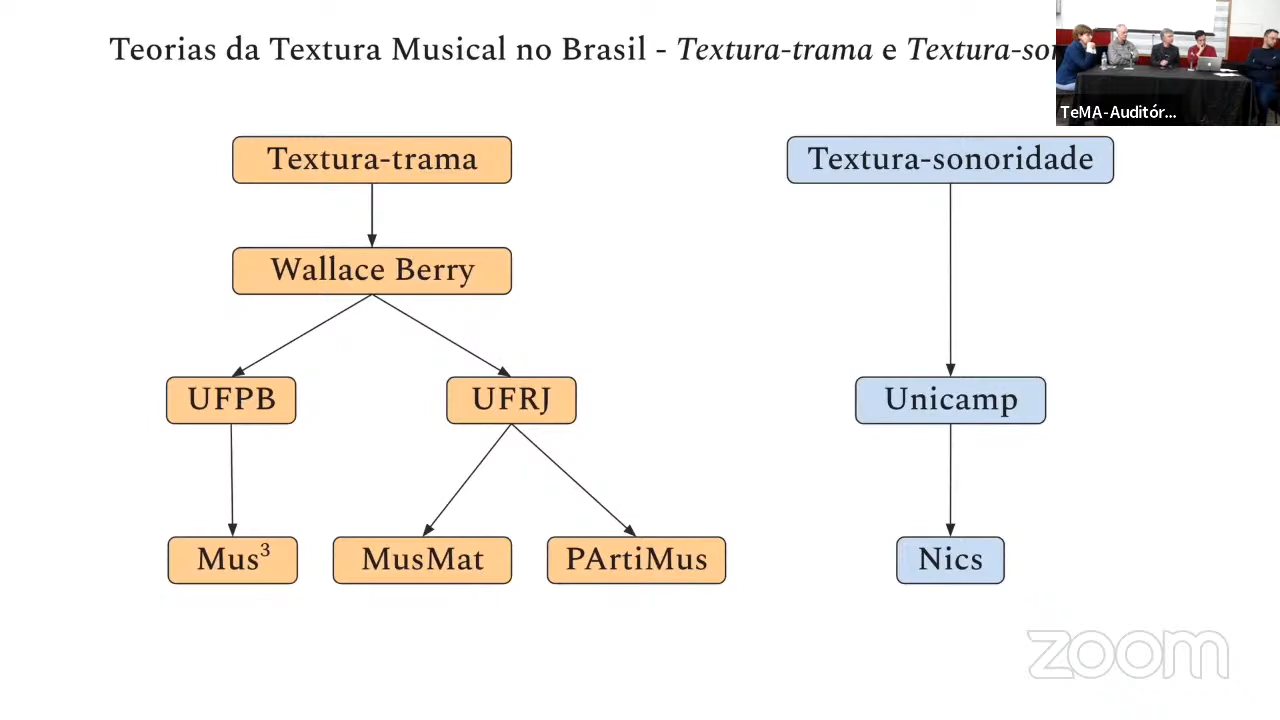 Teorias da Textura Musical no Brasil - Textura-trama e Textura-so
TeMA-Auditór...
Textura-trama
Textura-sonoridade
Wallace Berry
UFPB
UFRJ
Unicamp
Mus³
MusMat
PArtiMus
Nics
zoom